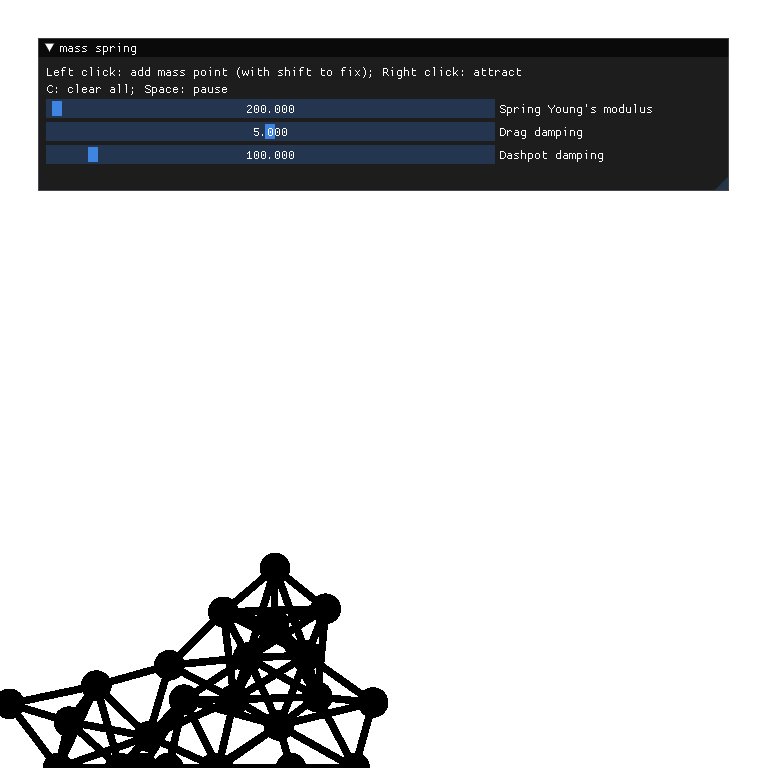 mass spring
Left click: add mass point (with shift to fix); Right click: attract
C: clear all; Space: pause
200.000 Spring Young's modulus
5.000 Drag damping
100.000 Dashpot damping